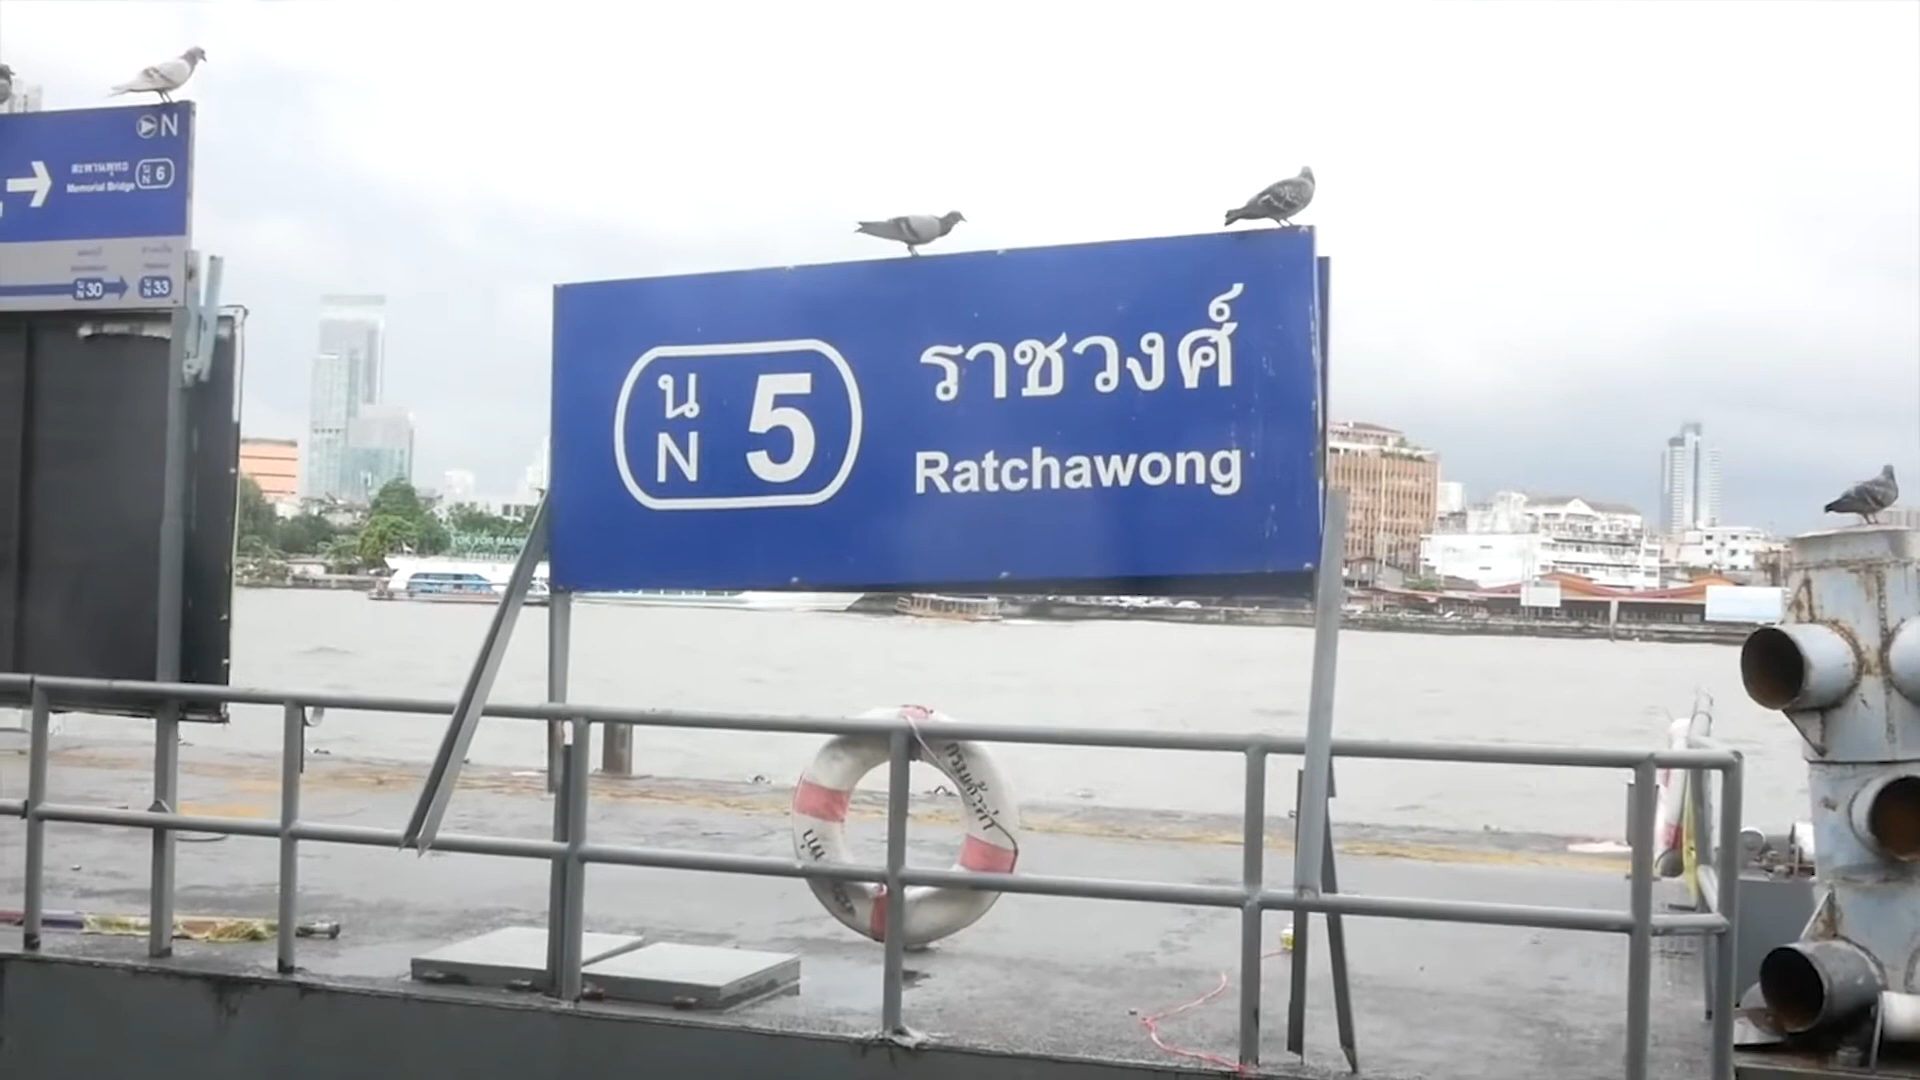 N
สะพานพุทธ
Memorial Bridge
น
N 6
น
N 30
น
N 33
น
N 5
ราชวงศ์
Ratchawong